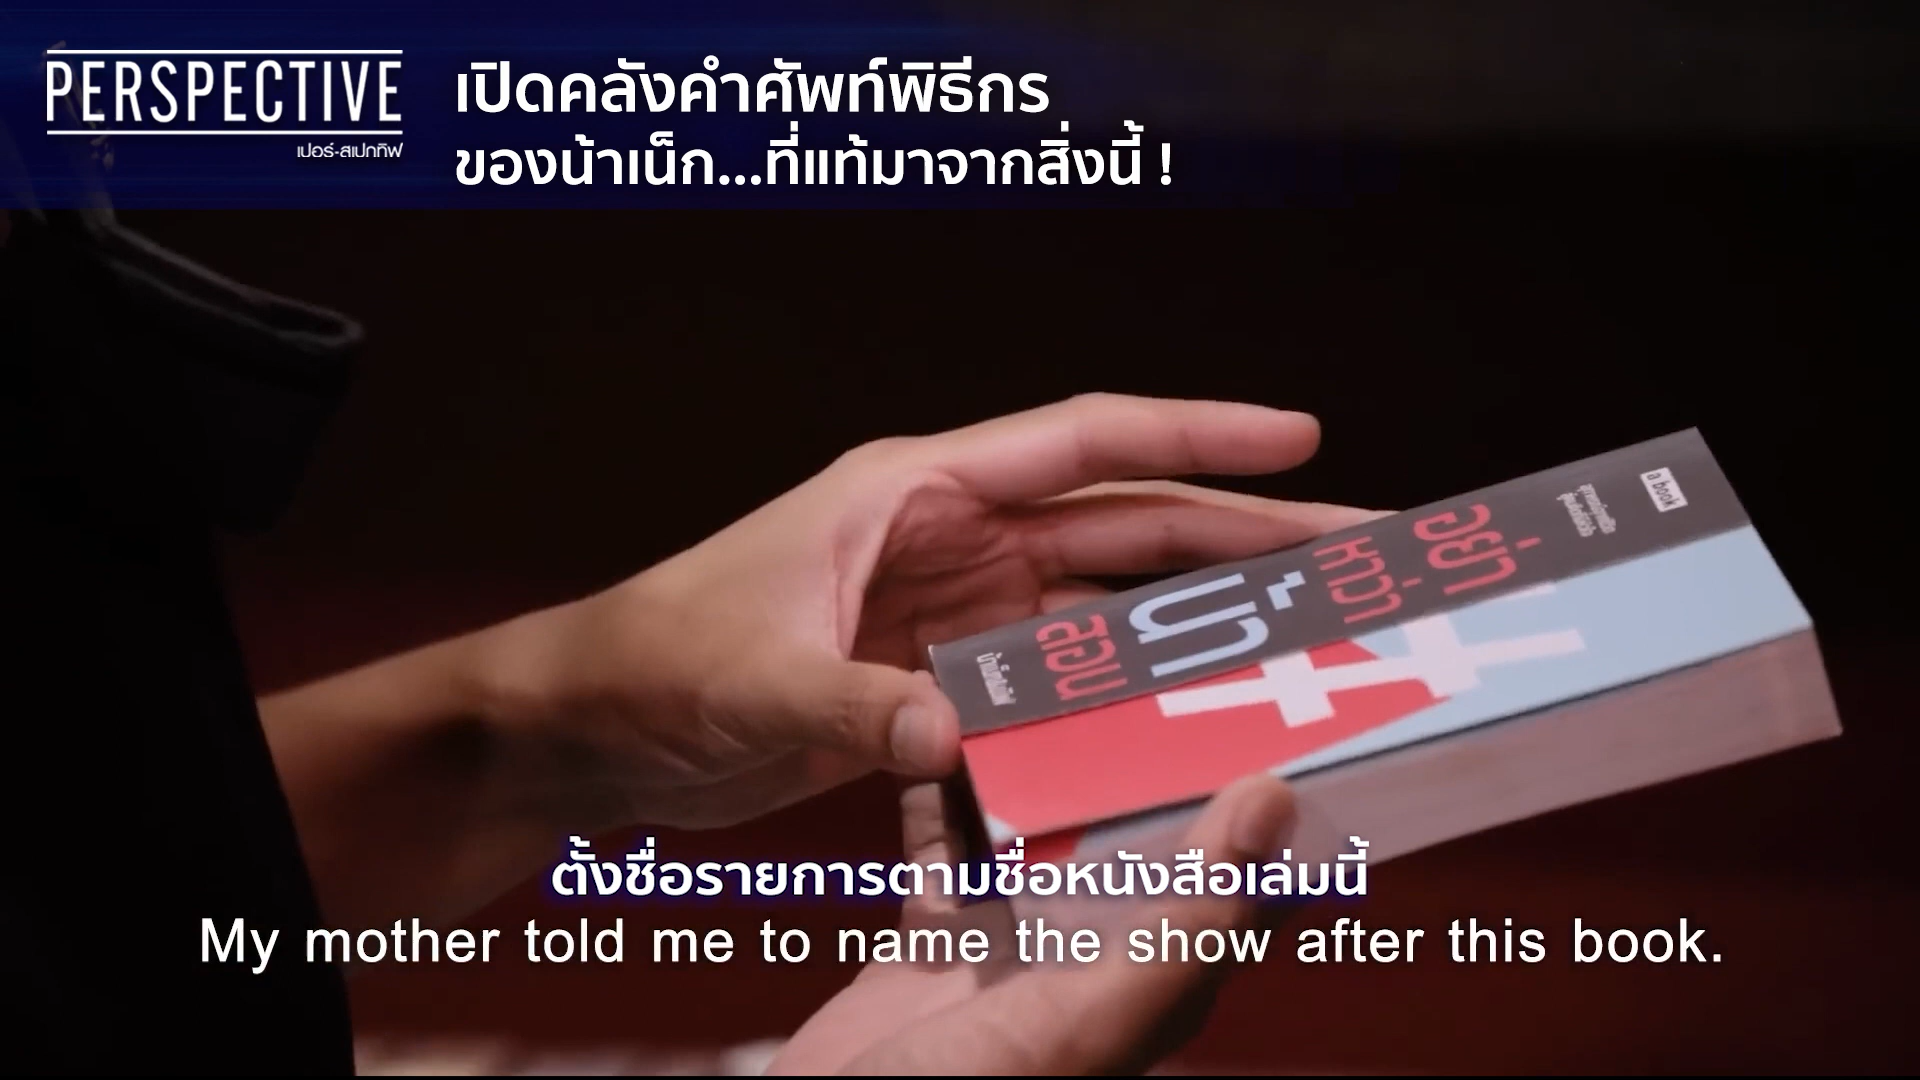 PERSPECTIVE
เปอร์-สเปกทิฟ
เปิดคลังคำศัพท์พิธีกร
ของน้าเน็ก...ที่แท้มาจากสิ่งนี้ !
a book
สอน
น้า
หาว่า
เย่อ
ตั้งชื่อรายการตามชื่อหนังสือเล่มนี้
My mother told me to name the show after this book.